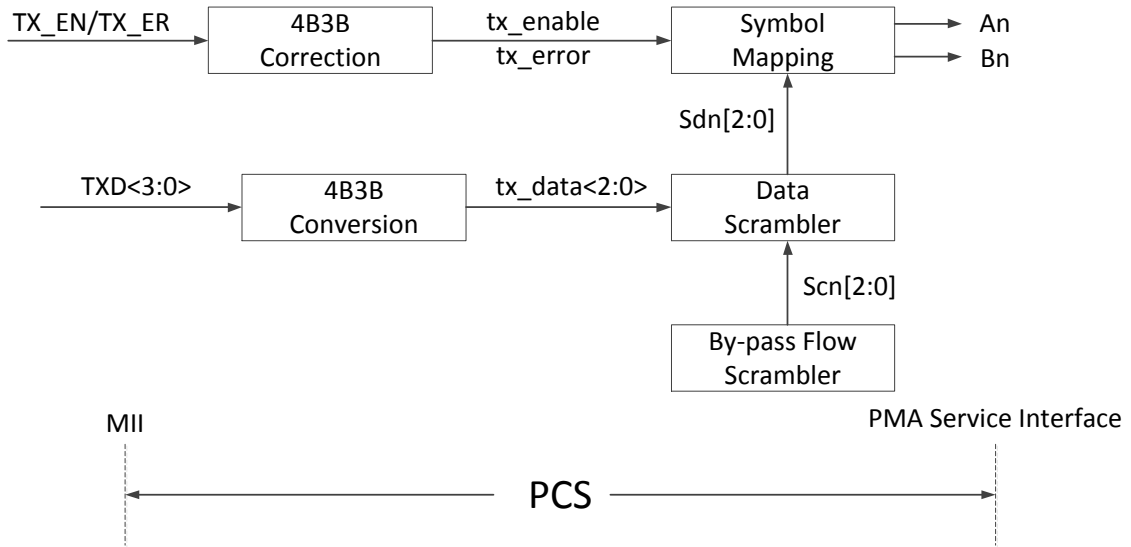 TX_EN/TX_ER
4B3B
Correction
tx_enable
tx_error
Symbol
Mapping
An
Bn
Sdn[2:0]
TXD<3:0>
4B3B
Conversion
tx_data<2:0>
Data
Scrambler
Scn[2:0]
By-pass Flow
Scrambler
MII
PMA Service Interface
PCS